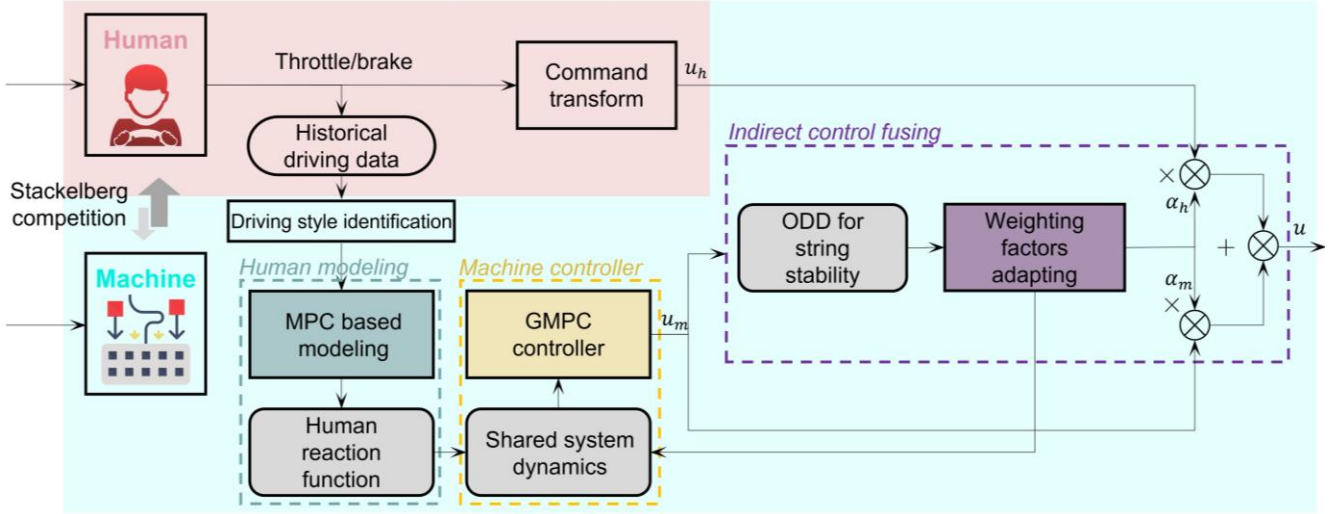 Human
Throttle/brake
Command
transform
u_h
Historical
driving data
Stackelberg
competition
Driving style identification
Indirect control fusing
×
α_h
ODD for
string
stability
Weighting
factors
adapting
+
u
α_m
×
Machine
Human modeling
Machine controller
MPC based
modeling
GMPC
controller
u_m
Human
reaction
function
Shared system
dynamics